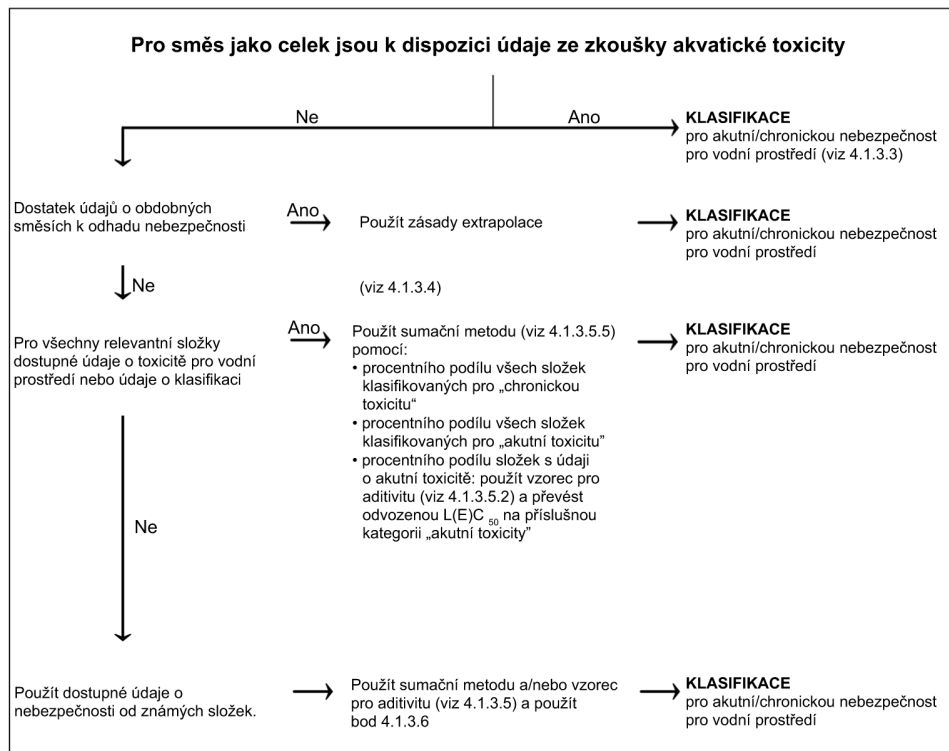 Pro směs jako celek jsou k dispozici údaje ze zkoušky akvatické toxicity
Ne
Ano
KLASIFIKACE
pro akutní/chronickou nebezpečnost
pro vodní prostředí (viz 4.1.3.3)
Dostatek údajů o obdobných
směsích k odhadu nebezpečnosti
Ano
Použít zásady extrapolace
KLASIFIKACE
pro akutní/chronickou nebezpečnost
pro vodní prostředí
Ne
(viz 4.1.3.4)
Pro všechny relevantní složky
dostupné údaje o toxicitě pro vodní
prostředí nebo údaje o klasifikaci
Ano
Použít sumační metodu (viz 4.1.3.5.5)
pomocí:
• procentního podílu všech složek
klasifikovaných pro „chronickou
toxicitu“
• procentního podílu všech složek
klasifikovaných pro „akutní toxicitu”
• procentního podílu složek s údaji
o akutní toxicitě: použít vzorec pro
aditivitu (viz 4.1.3.5.2) a převést
odvozenou L(E)C 50 na příslušnou
kategorii „akutní toxicity”
KLASIFIKACE
pro akutní/chronickou nebezpečnost
pro vodní prostředí
Ne
Použít dostupné údaje o
nebezpečnosti od známých složek.
Použít sumační metodu a/nebo vzorec
pro aditivitu (viz 4.1.3.5) a použít
bod 4.1.3.6
KLASIFIKACE
pro akutní/chronickou nebezpečnost
pro vodní prostředí